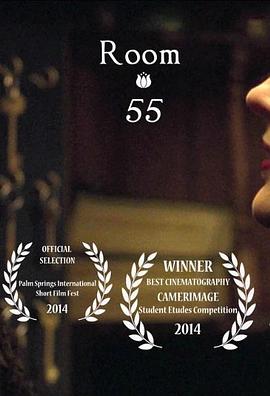 Room
55
OFFICIAL
SELECTION
Palm Springs International
Short Film Fest
2014
WINNER
BEST CINEMATOGRAPHY
CAMERIMAGE
Student Etudes Competition
2014